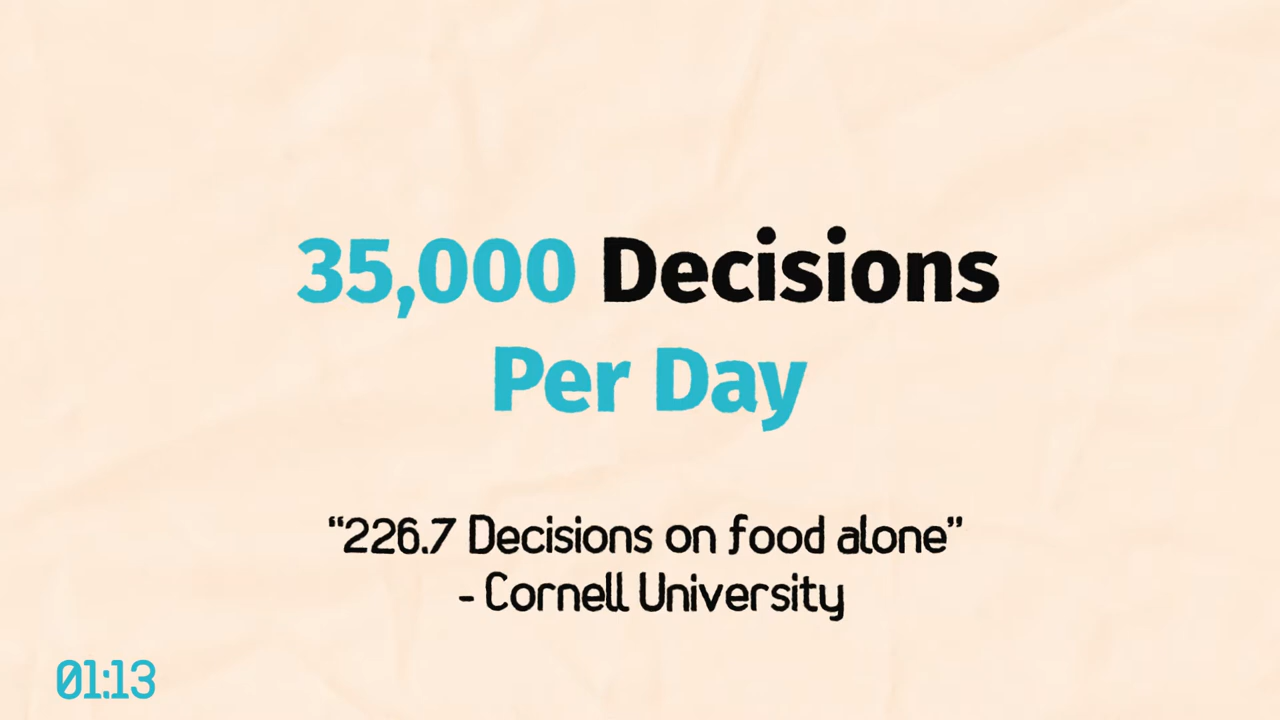 35,000 Decisions
Per Day
“226.7 Decisions on food alone”
- Cornell University
01:13